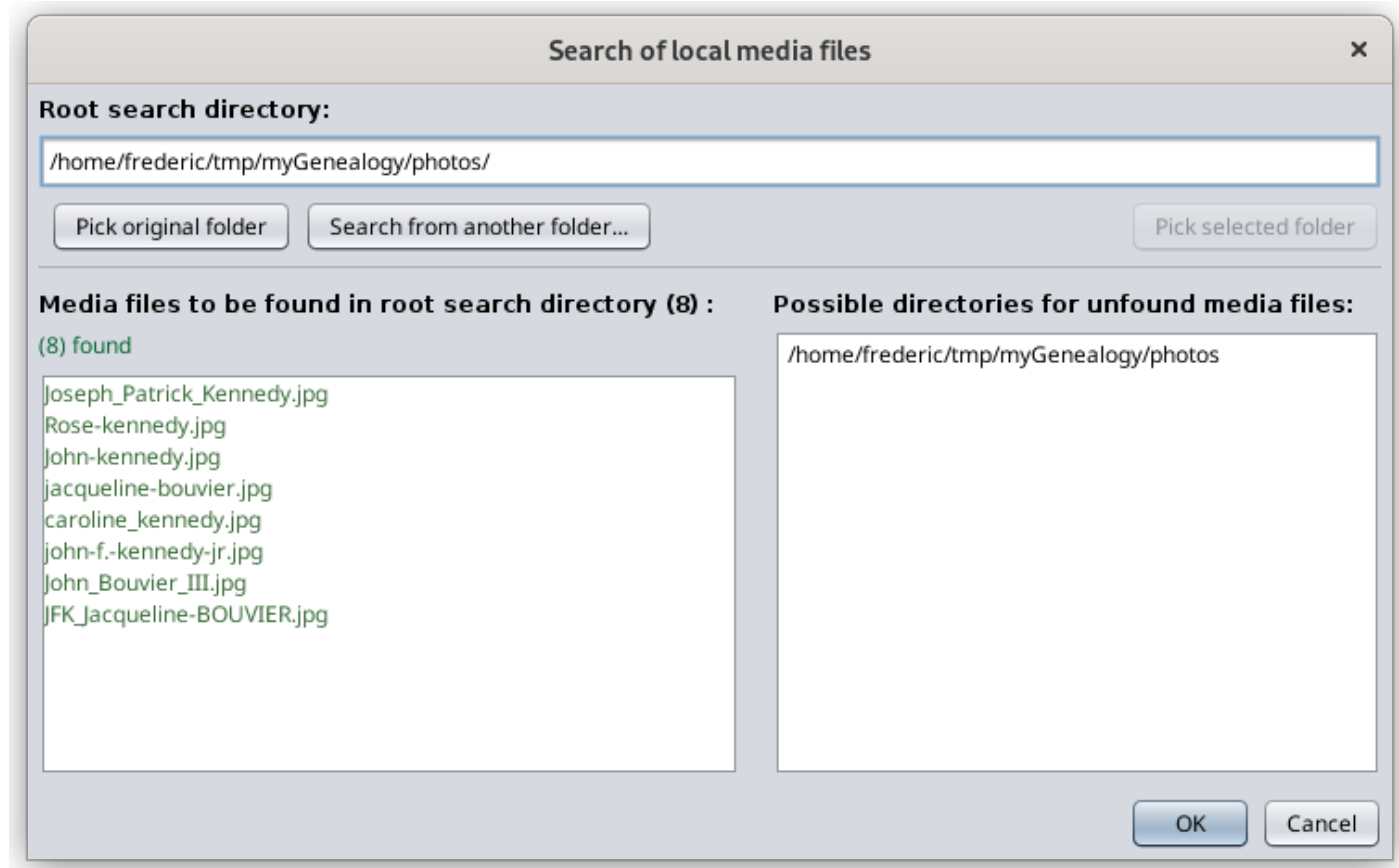 Search of local media files ×
Root search directory:
/home/frederic/tmp/myGenealogy/photos/
Pick original folder
Search from another folder...
Pick selected folder
Media files to be found in root search directory (8) :
(8) found
Joseph_Patrick_Kennedy.jpg
Rose-kennedy.jpg
John-kennedy.jpg
jacqueline-bouvier.jpg
caroline_kennedy.jpg
john-f.-kennedy-jr.jpg
John_Bouvier_III.jpg
JFK_Jacqueline-BOUVIER.jpg
Possible directories for unfound media files:
/home/frederic/tmp/myGenealogy/photos
OK
Cancel